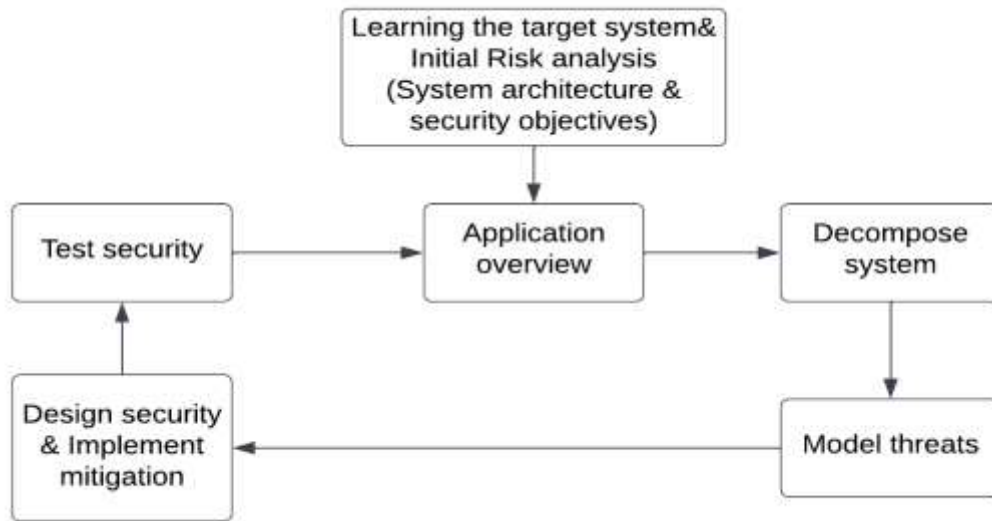 Learning the target system&
Initial Risk analysis
(System architecture &
security objectives)
Test security
Application
overview
Decompose
system
Design security
& Implement
mitigation
Model threats